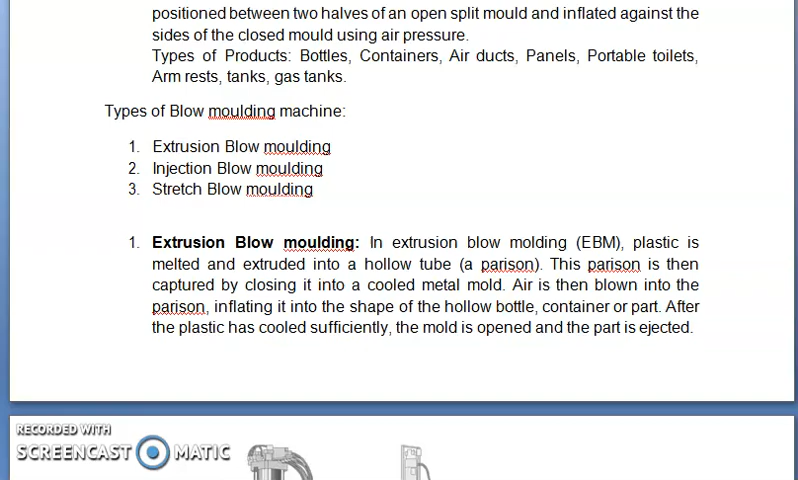 positioned between two halves of an open split mould and inflated against the
sides of the closed mould using air pressure.
Types of Products: Bottles, Containers, Air ducts, Panels, Portable toilets,
Arm rests, tanks, gas tanks.
Types of Blow moulding machine:
1. Extrusion Blow moulding
2. Injection Blow moulding
3. Stretch Blow moulding
1. Extrusion Blow moulding: In extrusion blow molding (EBM), plastic is
melted and extruded into a hollow tube (a parison). This parison is then
captured by closing it into a cooled metal mold. Air is then blown into the
parison, inflating it into the shape of the hollow bottle, container or part. After
the plastic has cooled sufficiently, the mold is opened and the part is ejected.
RECORDED WITH
SCREENCAST MATIC